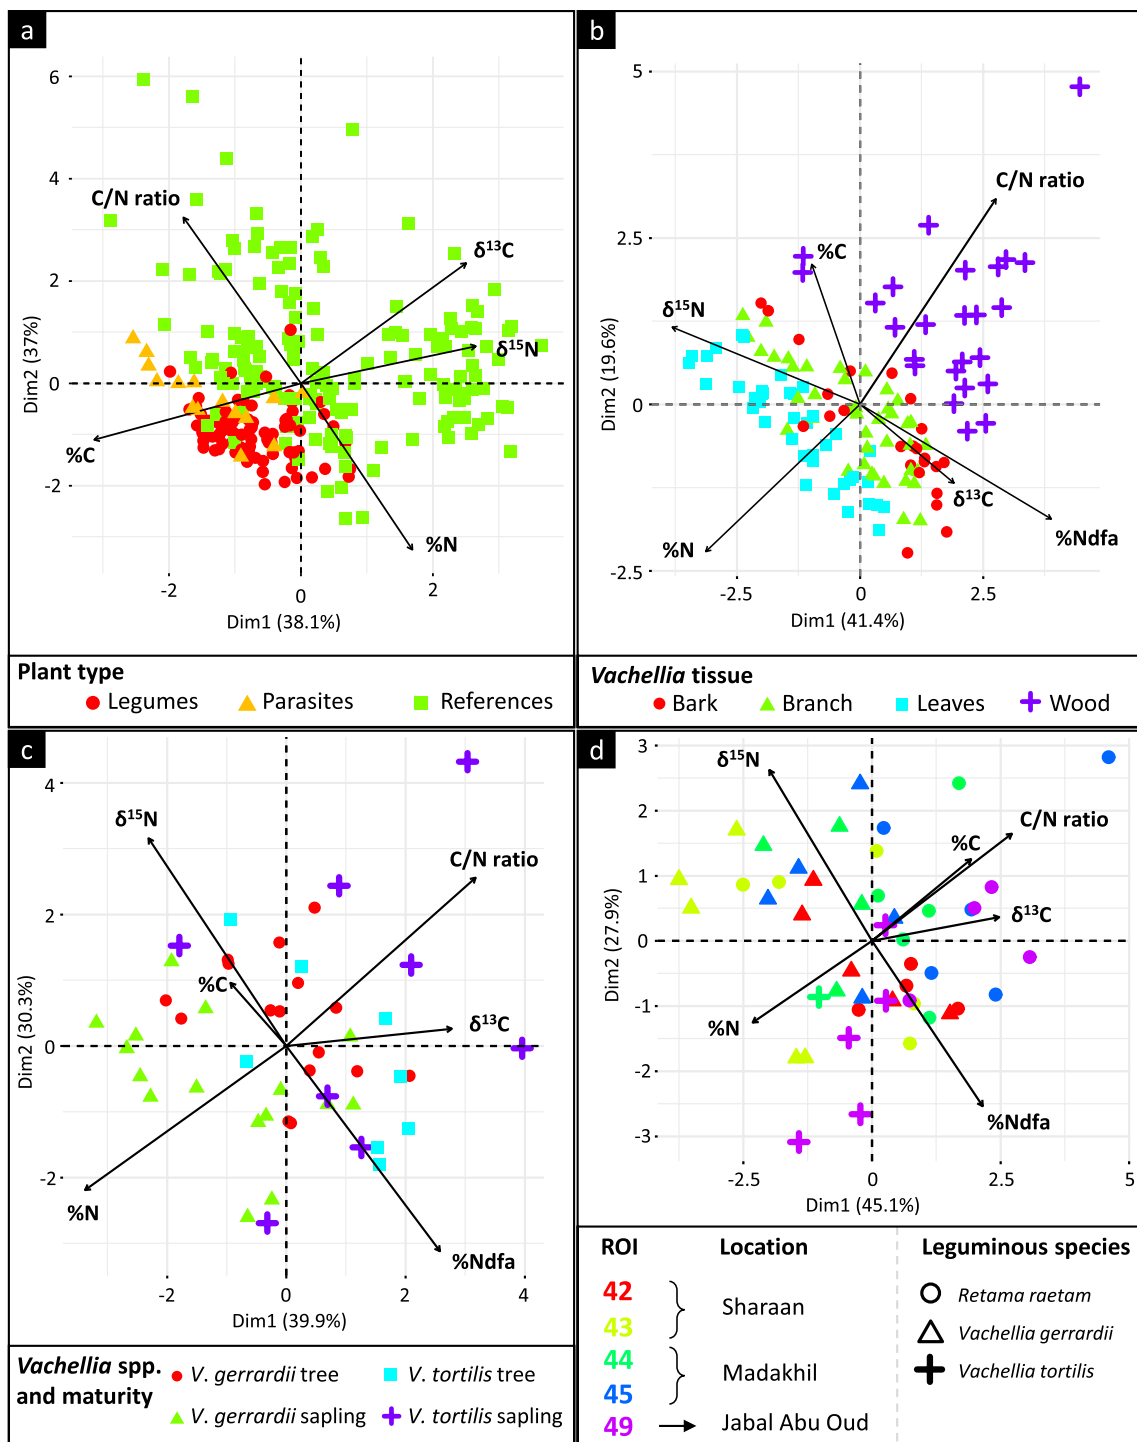 a
6
4
2
0
-2
-2
0
2
Dim2 (37%)
Dim1 (38.1%)
C/N ratio
δ¹³C
δ¹⁵N
%C
%N
Plant type
Legumes
Parasites
References
b
5
2.5
0
-2.5
-2.5
0
2.5
Dim2 (19.6%)
Dim1 (41.4%)
C/N ratio
%C
δ¹⁵N
δ¹³C
%Ndfa
%N
Vachellia tissue
Bark
Branch
Leaves
Wood
c
4
2
0
-2
-2
0
2
4
Dim2 (30.3%)
Dim1 (39.9%)
δ¹⁵N
C/N ratio
%C
δ¹³C
%N
%Ndfa
Vachellia spp.
and maturity
V. gerrardii tree
V. tortilis tree
V. gerrardii sapling
V. tortilis sapling
d
3
2
1
0
-1
-2
-3
-2.5
0
2.5
5
Dim2 (27.9%)
Dim1 (45.1%)
δ¹⁵N
C/N ratio
%C
δ¹³C
%N
%Ndfa
ROI
Location
Leguminous species
42
43
Sharaan
44
45
Madakhil
49
Jabal Abu Oud
Retama raetam
Vachellia gerrardii
Vachellia tortilis